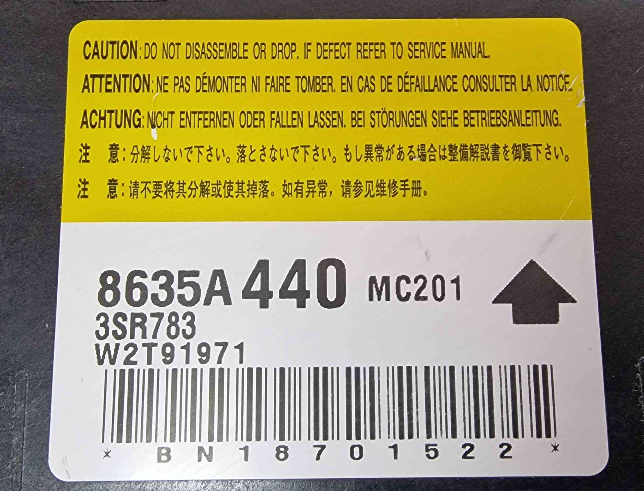 CAUTION: DO NOT DISASSEMBLE OR DROP. IF DEFECT REFER TO SERVICE MANUAL.
ATTENTION: NE PAS DÉMONTER NI FAIRE TOMBER. EN CAS DE DÉFAILLANCE CONSULTER LA NOTICE.
ACHTUNG: NICHT ENTFERNEN ODER FALLEN LASSEN. BEI STÖRUNGEN SIEHE BETRIEBSANLEITUNG.
注 意: 分解しないで下さい。落とさないで下さい。もし異常がある場合は整備解説書を御覧下さい。
注 意: 请不要将其分解或使其掉落。如有异常，请参见维修手册。
8635A 440 MC201
3SR783
W2T91971
* BN18701522 *